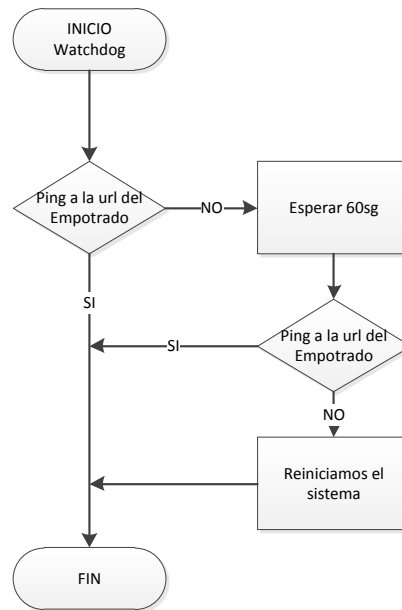 INICIO
Watchdog
Ping a la url del
Empotrado
NO
Esperar 60sg
SI
Ping a la url del
Empotrado
SI
NO
Reiniciamos el
sistema
FIN